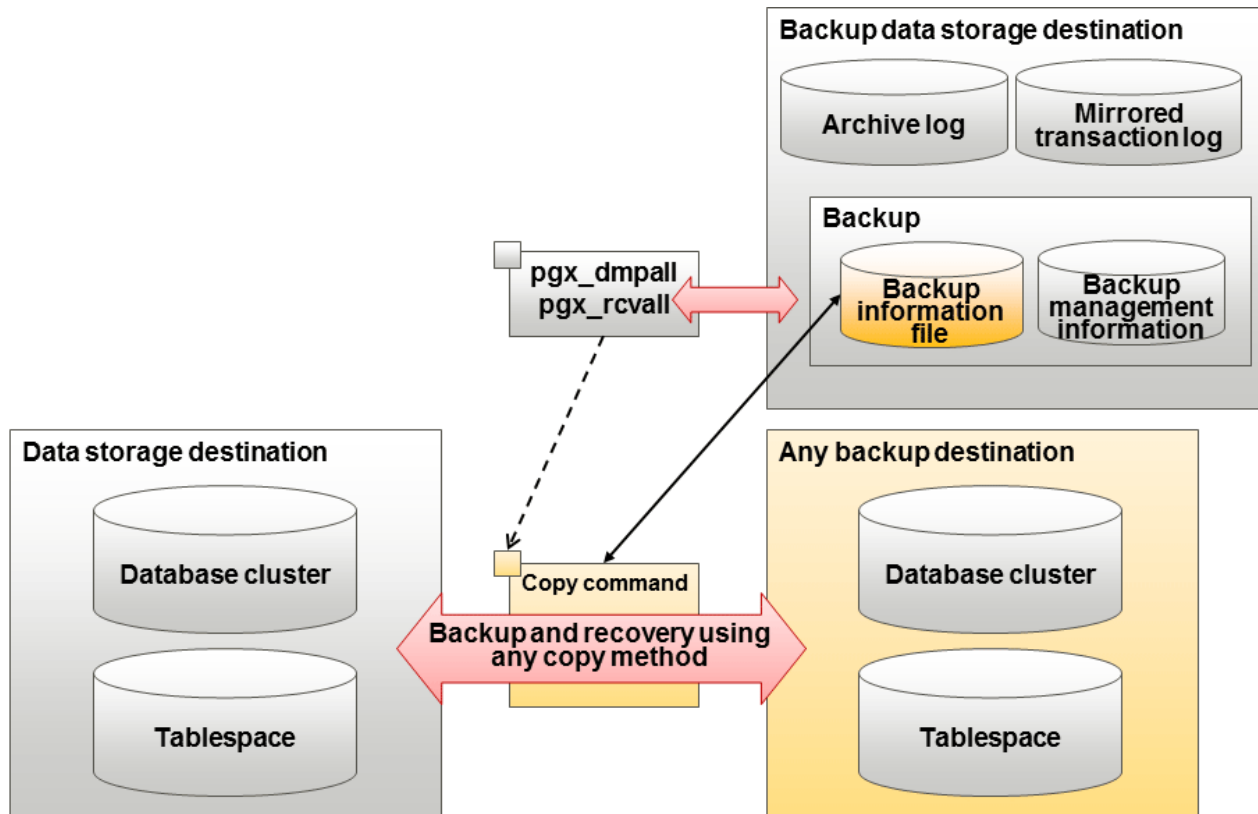 Backup data storage destination
Archive log
Mirrored
transaction log
Backup
pgx_dmpall
pgx_rcvall
Backup
information
file
Backup
management
information
Data storage destination
Any backup destination
Database cluster
Copy command
Database cluster
Backup and recovery using
any copy method
Tablespace
Tablespace